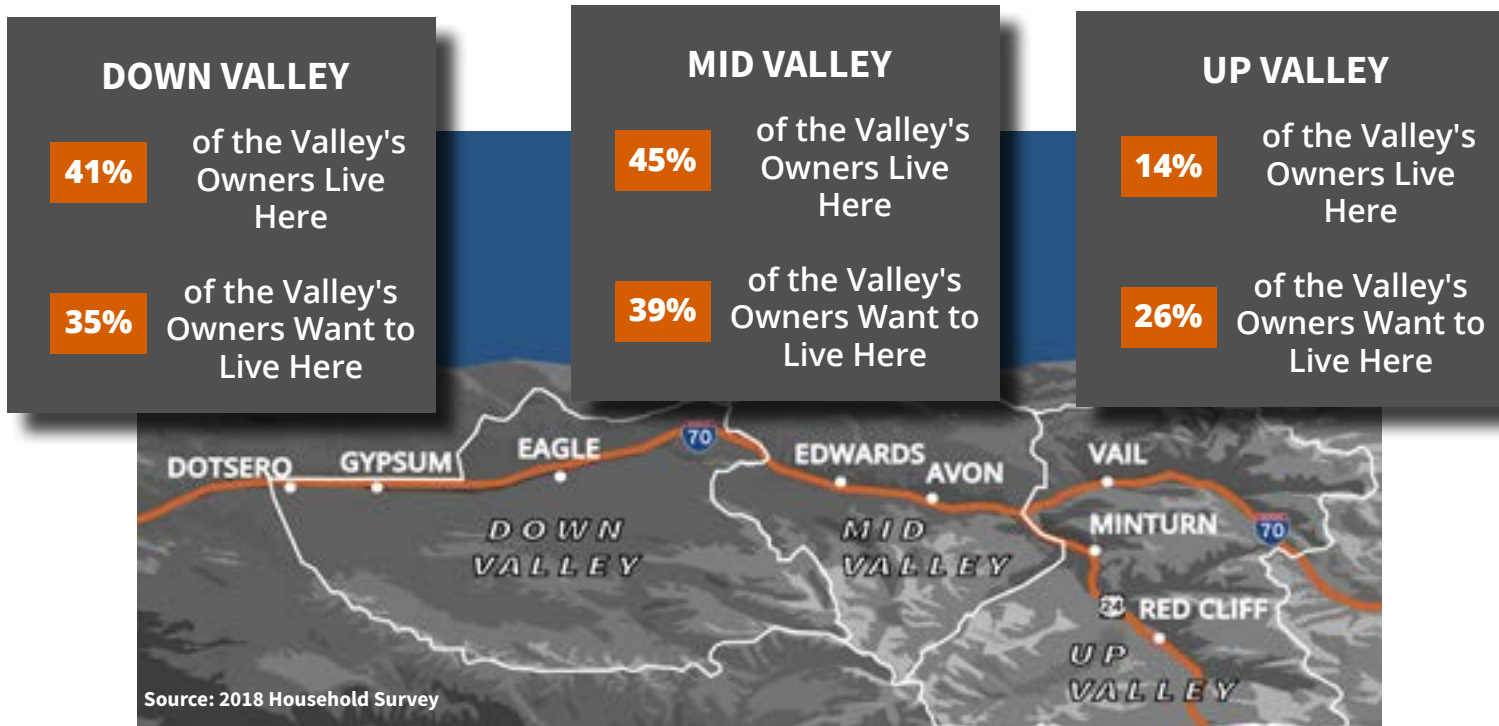 DOWN VALLEY
41%
of the Valley's
Owners Live
Here
35%
of the Valley's
Owners Want to
Live Here
MID VALLEY
45%
of the Valley's
Owners Live
Here
39%
of the Valley's
Owners Want to
Live Here
UP VALLEY
14%
of the Valley's
Owners Live
Here
26%
of the Valley's
Owners Want to
Live Here
DOTSERO
GYPSUM
EAGLE
70
EDWARDS
AVON
VAIL
MINTURN
70
DOWN
VALLEY
MID
VALLEY
24
RED CLIFF
UP
VALLEY
Source: 2018 Household Survey